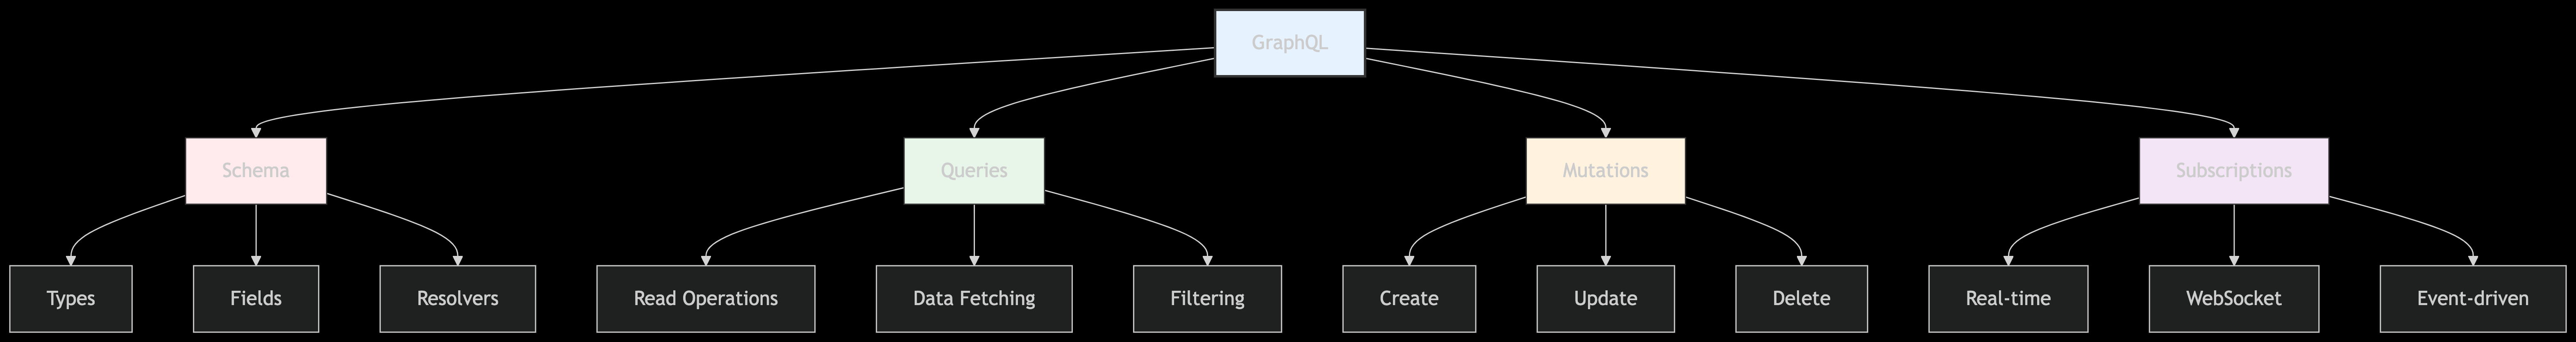 GraphQL
Schema
Queries
Mutations
Subscriptions
Types
Fields
Resolvers
Read Operations
Data Fetching
Filtering
Create
Update
Delete
Real-time
WebSocket
Event-driven